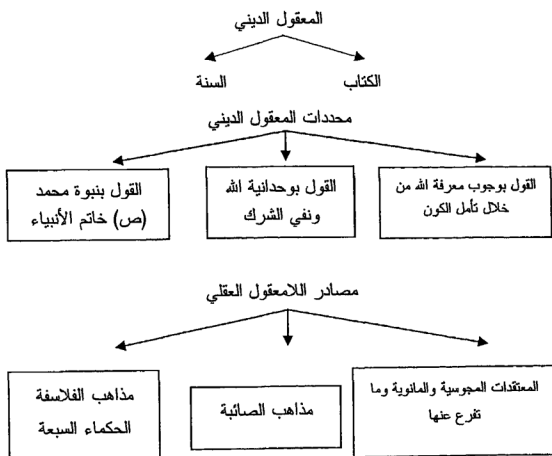 المعقول الديني
الكتاب
السنة
محددات المعقول الديني
القول بوجوب معرفة الله من
خلال تأمل الكون
القول بوحدانية الله
ونفي الشرك
القول بنبوة محمد
(ص) خاتم الأنبياء
مصادر اللامعقول العقلي
المعتقدات المجوسية والمانوية وما
تفرع عنها
مذاهب الصائبة
مذاهب الفلاسفة
الحكماء السبعة